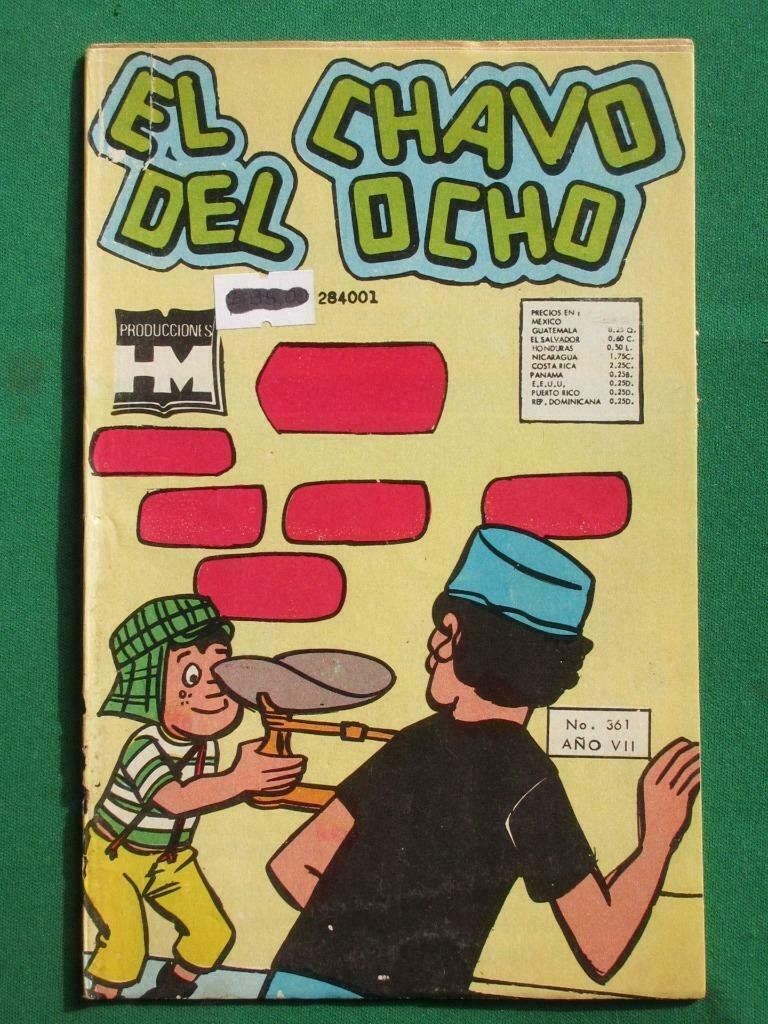 EL CHAVO
DEL OCHO
284001
PRODUCCIONES
HM
PRECIOS EN:
MEXICO
GUATEMALA 0.25 Q.
EL SALVADOR 0.60 C.
HONDURAS 0.50 L.
NICARAGUA 1.75C.
COSTA RICA 2.25C.
PANAMA 0.25B.
E.E.U.U. 0.25D.
PUERTO RICO 0.25D.
REP. DOMINICANA 0.25D.
No. 361
AÑO VII